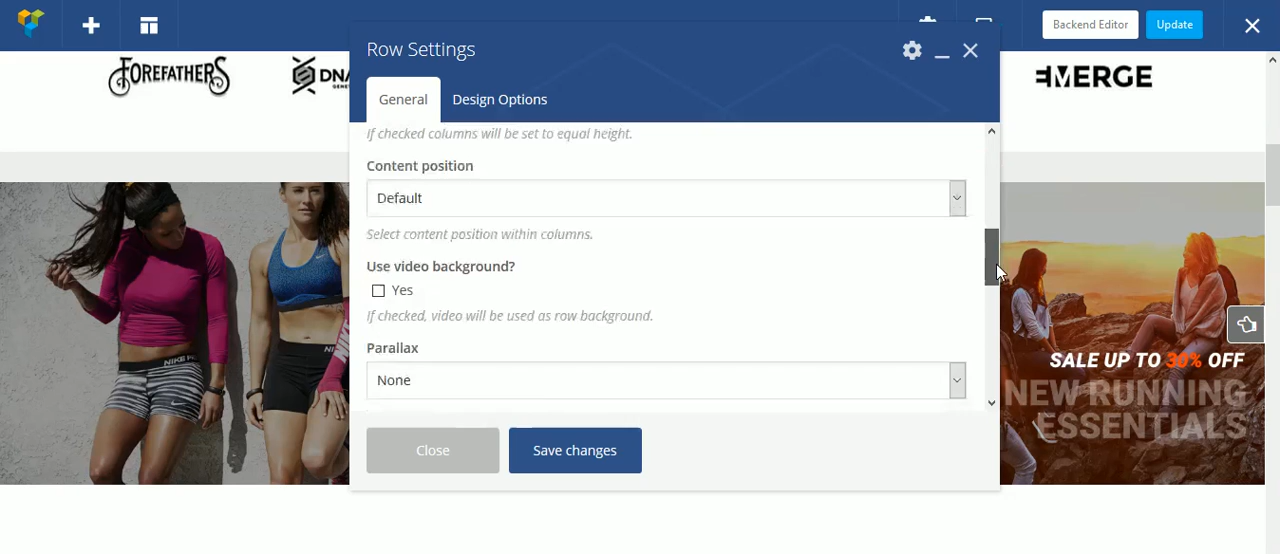 Backend Editor
Update
Row Settings
FOREFATHERS
DNA
EMERGE
General
Design Options
If checked columns will be set to equal height.
Content position
Default
Select content position within columns.
Use video background?
Yes
If checked, video will be used as row background.
Parallax
None
SALE UP TO 30% OFF
NEW RUNNING
ESSENTIALS
Close
Save changes